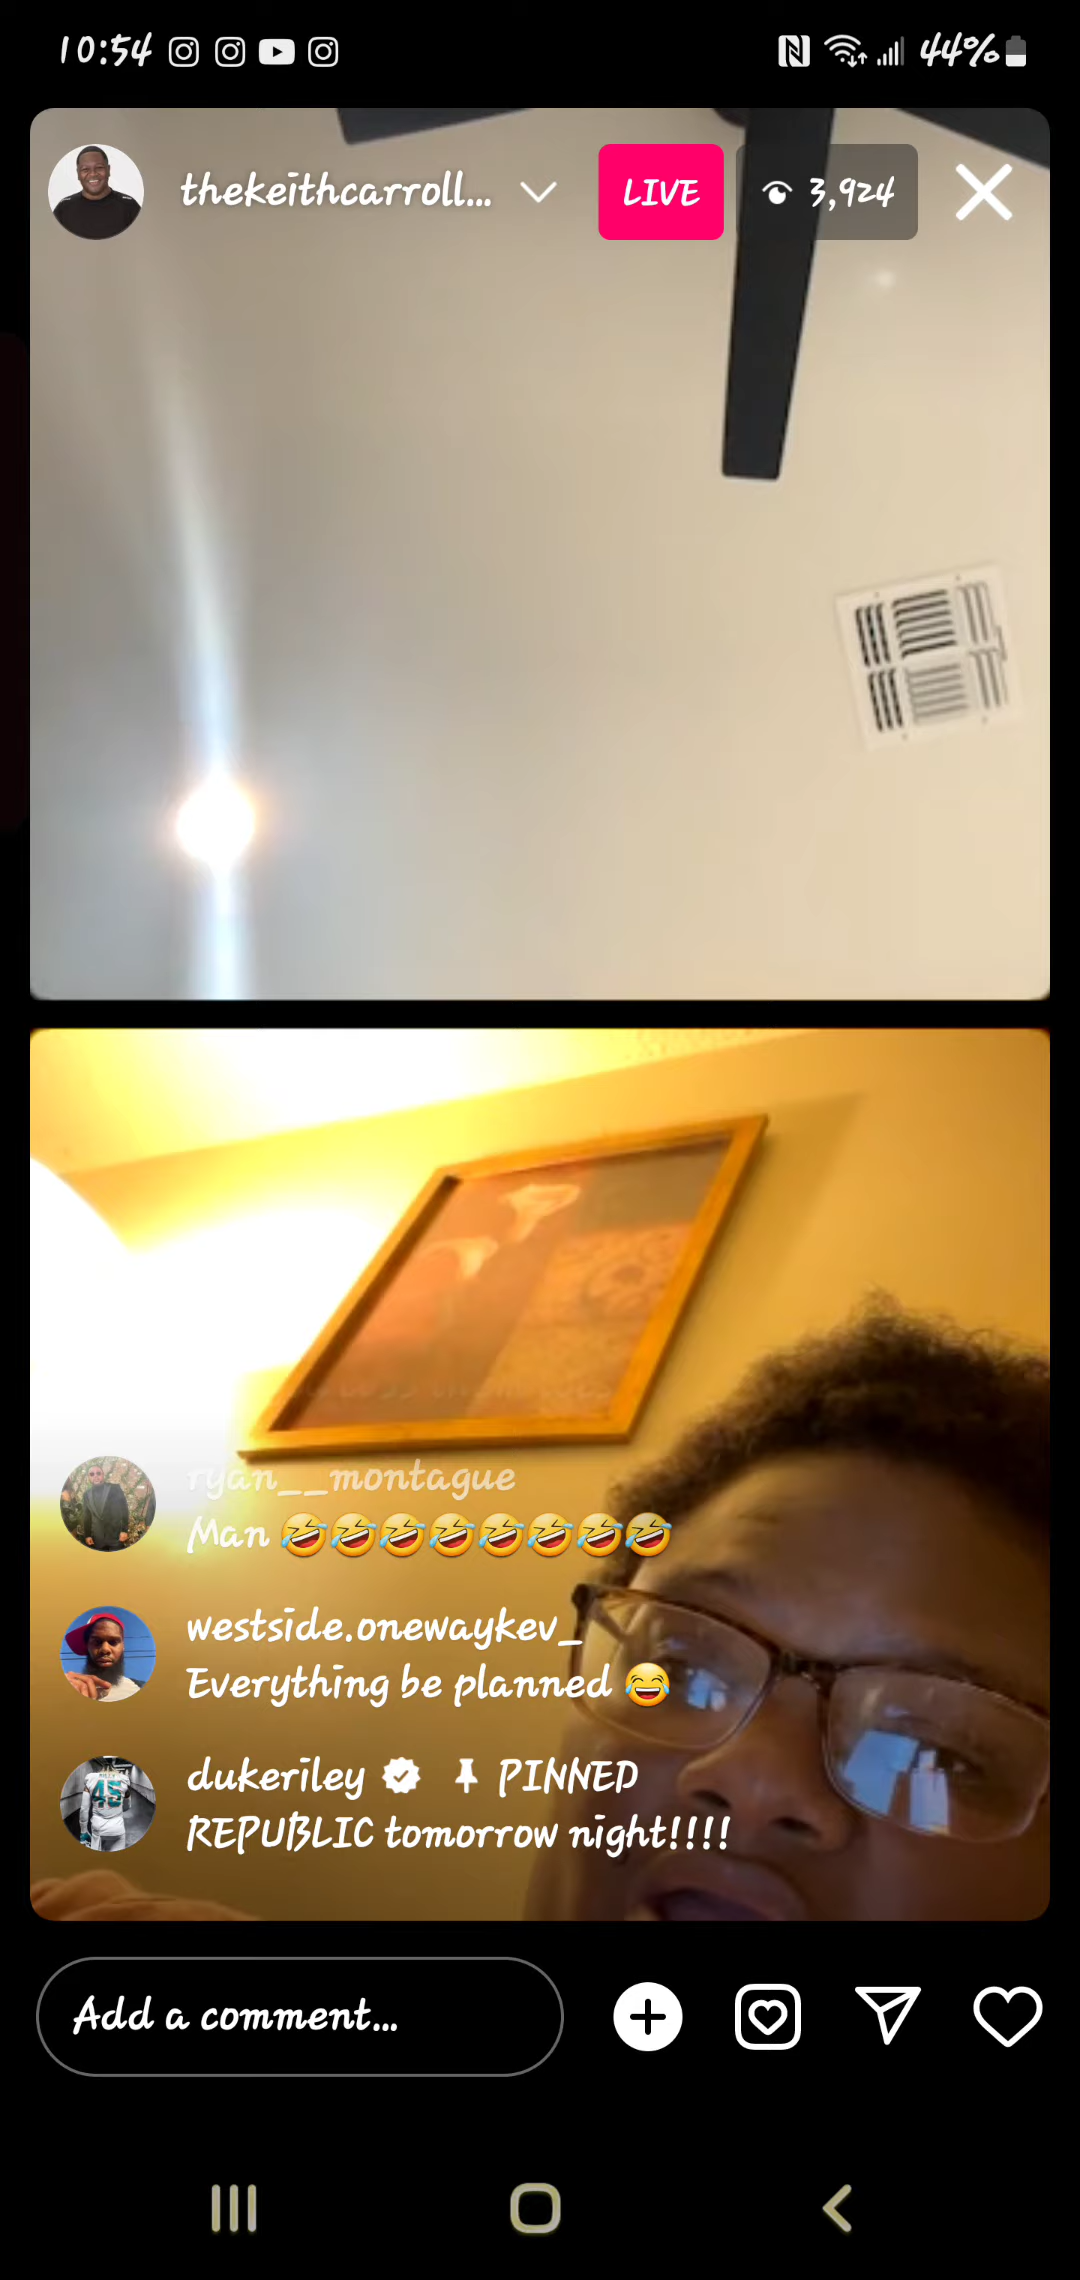 10:54
44%
thekeithcarroll...
LIVE
3,924
ryan__montague
Man 🤣🤣🤣🤣🤣🤣🤣🤣
westside.onewaykev_
Everything be planned 😂
dukeriley PINNED
REPUBLIC tomorrow night!!!!
Add a comment...